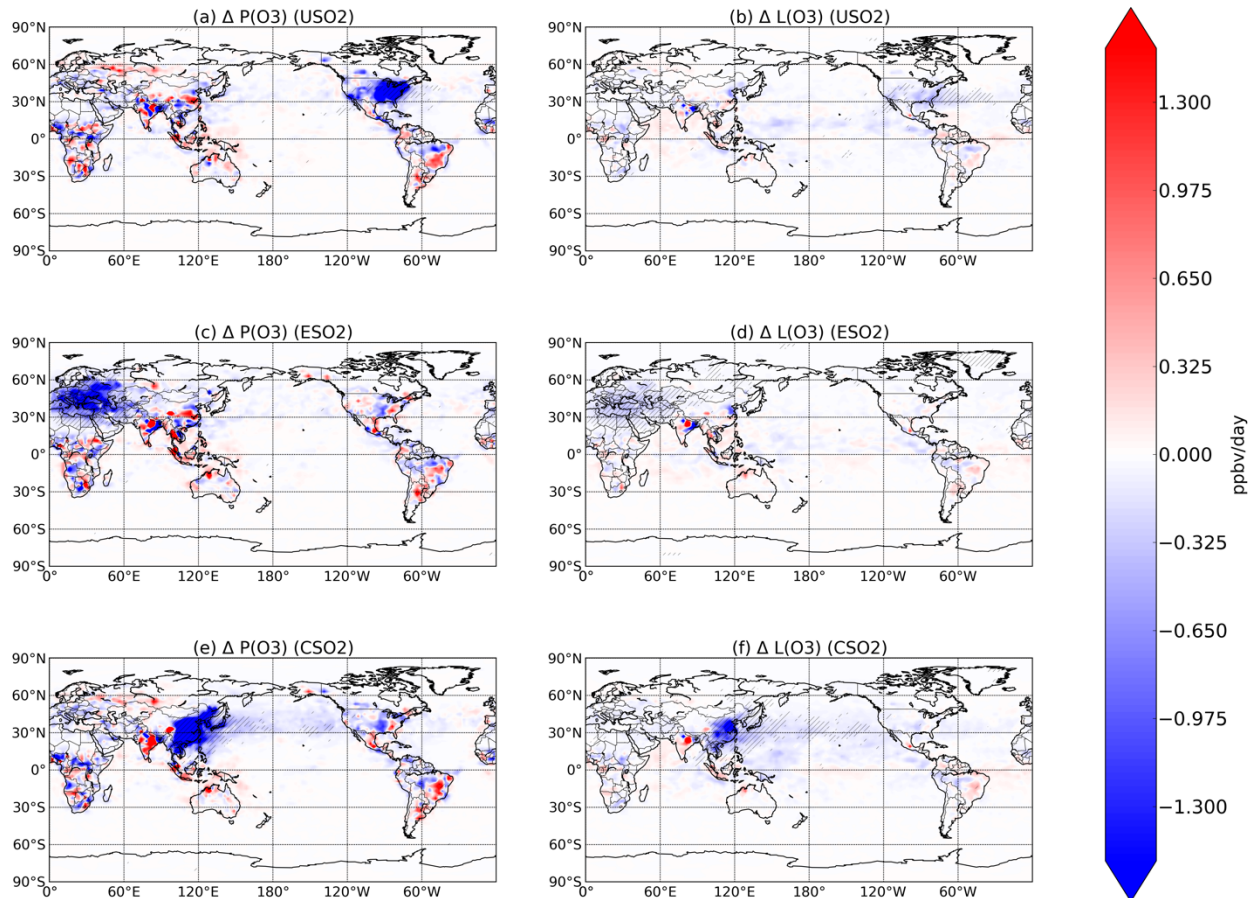 (a) Δ P(O3) (USO2)
90°N
60°N
30°N
0°
30°S
60°S
90°S
0° 60°E 120°E 180° 120°W 60°W
(b) Δ L(O3) (USO2)
90°N
60°N
30°N
0°
30°S
60°S
90°S
0° 60°E 120°E 180° 120°W 60°W
(c) Δ P(O3) (ESO2)
90°N
60°N
30°N
0°
30°S
60°S
90°S
0° 60°E 120°E 180° 120°W 60°W
(d) Δ L(O3) (ESO2)
90°N
60°N
30°N
0°
30°S
60°S
90°S
0° 60°E 120°E 180° 120°W 60°W
(e) Δ P(O3) (CSO2)
90°N
60°N
30°N
0°
30°S
60°S
90°S
0° 60°E 120°E 180° 120°W 60°W
(f) Δ L(O3) (CSO2)
90°N
60°N
30°N
0°
30°S
60°S
90°S
0° 60°E 120°E 180° 120°W 60°W
1.300
0.975
0.650
0.325
0.000
−0.325
−0.650
−0.975
−1.300
ppbv/day